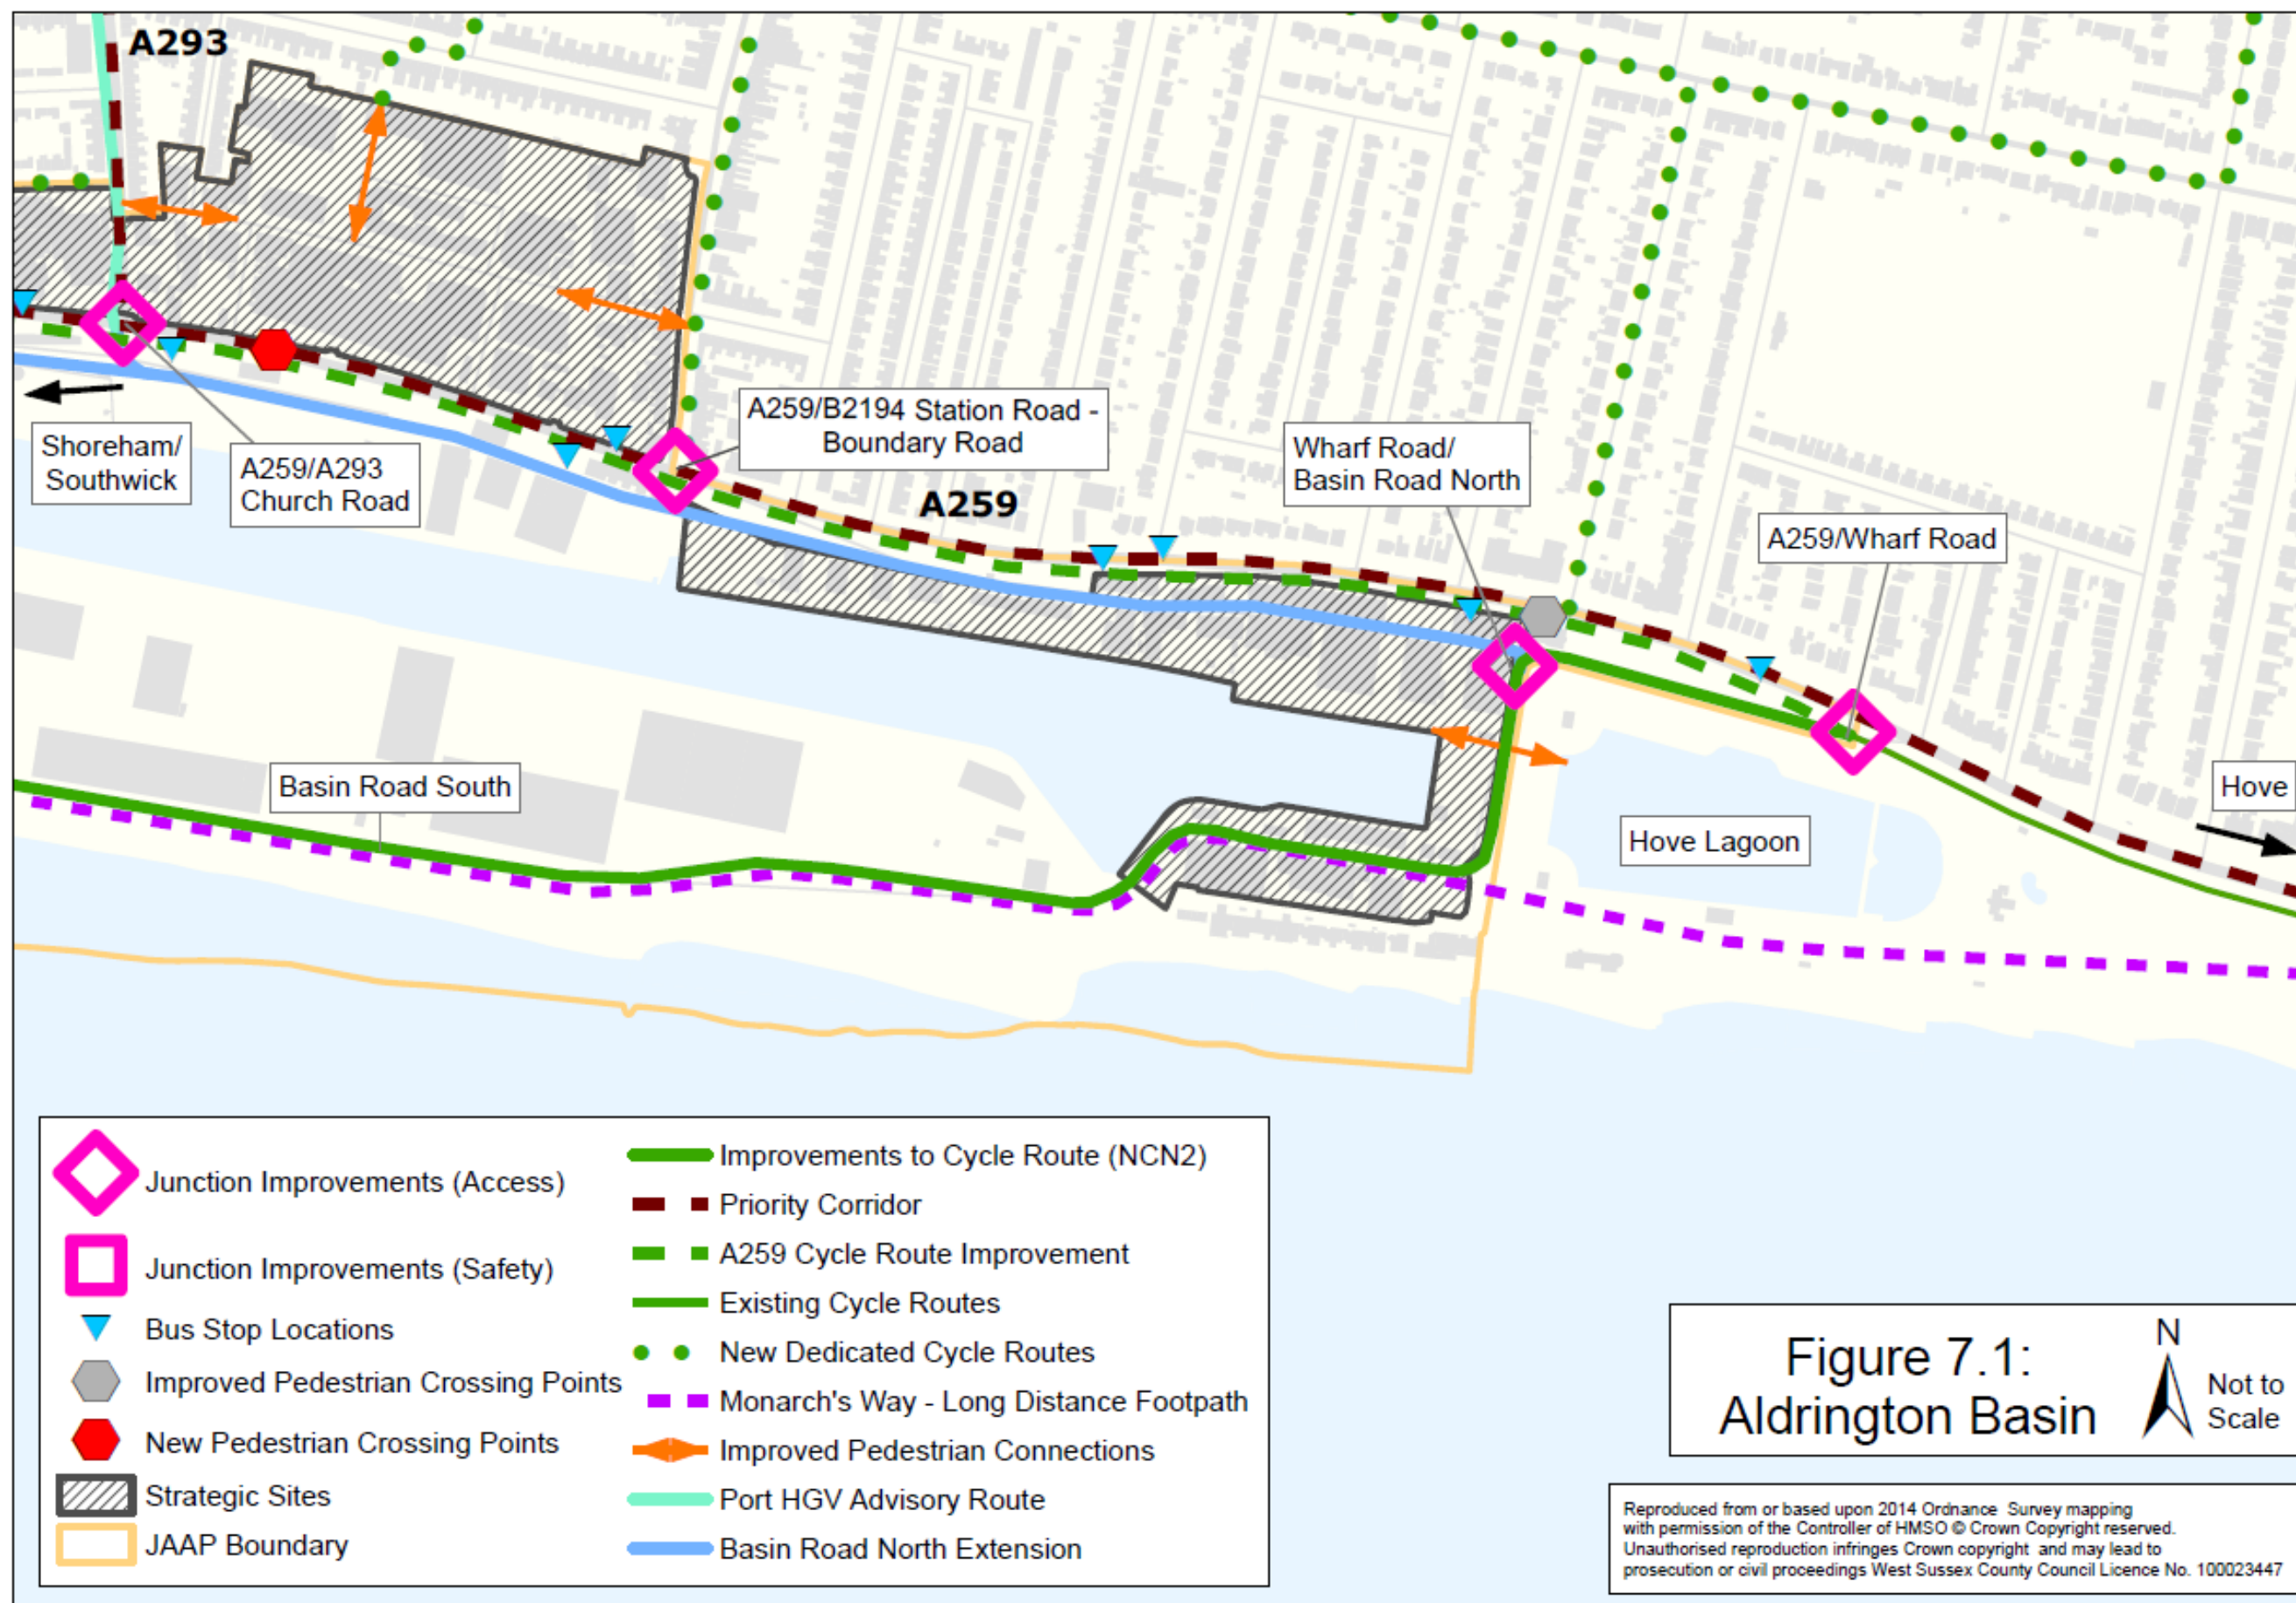 A293
Shoreham/
Southwick
A259/A293
Church Road
A259/B2194 Station Road -
Boundary Road
A259
Wharf Road/
Basin Road North
A259/Wharf Road
Hove
Basin Road South
Hove Lagoon
Junction Improvements (Access)
Junction Improvements (Safety)
Bus Stop Locations
Improved Pedestrian Crossing Points
New Pedestrian Crossing Points
Strategic Sites
JAAP Boundary
Improvements to Cycle Route (NCN2)
Priority Corridor
A259 Cycle Route Improvement
Existing Cycle Routes
New Dedicated Cycle Routes
Monarch's Way - Long Distance Footpath
Improved Pedestrian Connections
Port HGV Advisory Route
Basin Road North Extension
Figure 7.1:
Aldrington Basin
N
Not to
Scale
Reproduced from or based upon 2014 Ordnance Survey mapping
with permission of the Controller of HMSO © Crown Copyright reserved.
Unauthorised reproduction infringes Crown copyright and may lead to
prosecution or civil proceedings West Sussex County Council Licence No. 100023447